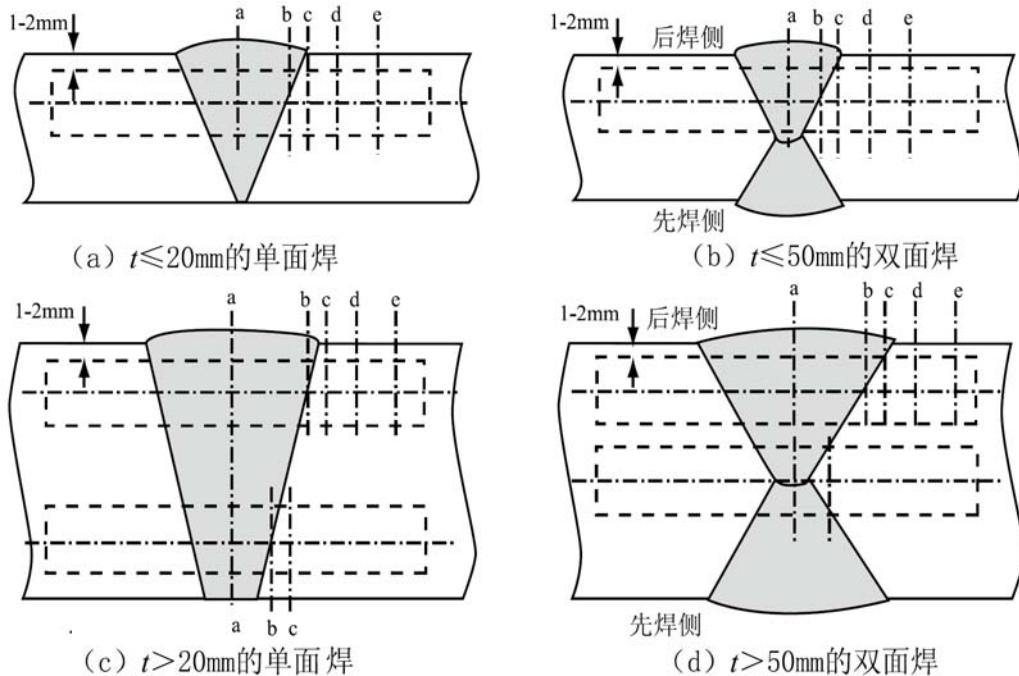 a b c d e
1-2mm
(a) t≤20mm的单面焊
a b c d e
1-2mm
后焊侧
先焊侧
(b) t≤50mm的双面焊
a b c d e
1-2mm
a b c
(c) t>20mm的单面焊
a b c d e
1-2mm
后焊侧
先焊侧
(d) t>50mm的双面焊